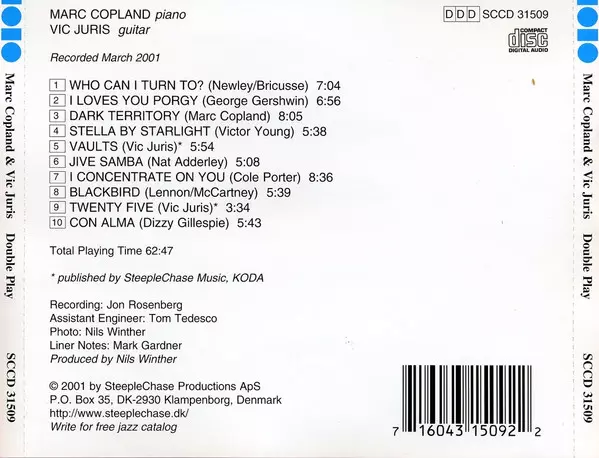 MARC COPLAND piano
VIC JURIS guitar
DDD SCCD 31509
COMPACT
disc
DIGITAL AUDIO
Recorded March 2001
1 WHO CAN I TURN TO? (Newley/Bricusse) 7:04
2 I LOVES YOU PORGY (George Gershwin) 6:56
3 DARK TERRITORY (Marc Copland) 8:05
4 STELLA BY STARLIGHT (Victor Young) 5:38
5 VAULTS (Vic Juris)* 5:54
6 JIVE SAMBA (Nat Adderley) 5:08
7 I CONCENTRATE ON YOU (Cole Porter) 8:36
8 BLACKBIRD (Lennon/McCartney) 5:39
9 TWENTY FIVE (Vic Juris)* 3:34
10 CON ALMA (Dizzy Gillespie) 5:43
Total Playing Time 62:47
* published by SteepleChase Music, KODA
Recording: Jon Rosenberg
Assistant Engineer: Tom Tedesco
Photo: Nils Winther
Liner Notes: Mark Gardner
Produced by Nils Winther
© 2001 by SteepleChase Productions ApS
P.O. Box 35, DK-2930 Klampenborg, Denmark
http://www.steeplechase.dk/
Write for free jazz catalog
7 16043 15092 2
Marc Copland & Vic Juris Double Play SCCD 31509
Marc Copland & Vic Juris Double Play SCCD 31509